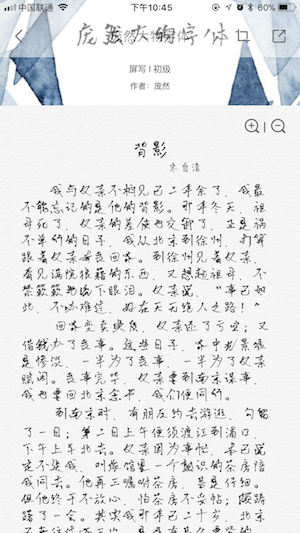 中国联通 下午10:45 60%
庞然大物字体
屏写 | 初级
作者：庞然
背影
朱自清
我与父亲不相见已二年余了，我最
不能忘记的是他的背影。那年冬天，祖
母死了，父亲的差使也交卸了，正是祸
不单行的日子，我从北京到徐州，打算
跟着父亲奔丧回家。到徐州见着父亲，
看见满院狼藉的东西，又想起祖母，不
禁簌簌地流下眼泪。父亲说，“事已如
此，不必难过，好在天无绝人之路！”
回家变卖典质，父亲还了亏空；又
借钱办了丧事。这些日子，家中光景很
是惨淡，一半为了丧事，一半为了父亲
赋闲。丧事完毕，父亲要到南京谋事，
我也要回北京念书，我们便同行。
到南京时，有朋友约去游逛，勾留
了一日；第二日上午便须渡江到浦口，
下午上车北去。父亲因为事忙，本已说
定不送我，叫旅馆里一个熟识的茶房陪
我同去。他再三嘱咐茶房，甚是仔细。
但他终于不放心，怕茶房不妥帖；颇踌
躇了一会。其实我那年已二十岁，北京